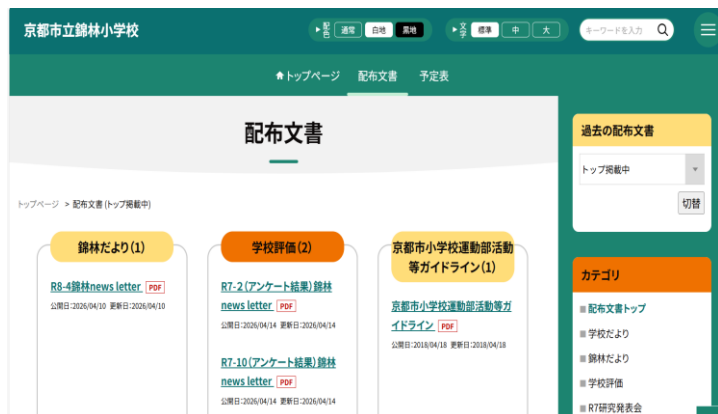 京都市立錦林小学校
▶配色 通常 白地 黒地
▶文字 標準 中 大
キーワードを入力
トップページ 配布文書 予定表
配布文書
トップページ > 配布文書 (トップ掲載中)
錦林だより(1)
R8-4錦林news letter PDF
公開日:2026/04/10 更新日:2026/04/10
学校評価(2)
R7-2(アンケート結果)錦林
news letter PDF
公開日:2026/04/14 更新日:2026/04/14
R7-10(アンケート結果)錦林
news letter PDF
公開日:2026/04/14 更新日:2026/04/14
京都市小学校運動部活動
等ガイドライン(1)
京都市小学校運動部活動等ガ
イドライン PDF
公開日:2018/04/18 更新日:2018/04/18
過去の配布文書
トップ掲載中
切替
カテゴリ
配布文書トップ
学校だより
錦林だより
学校評価
R7研究発表会